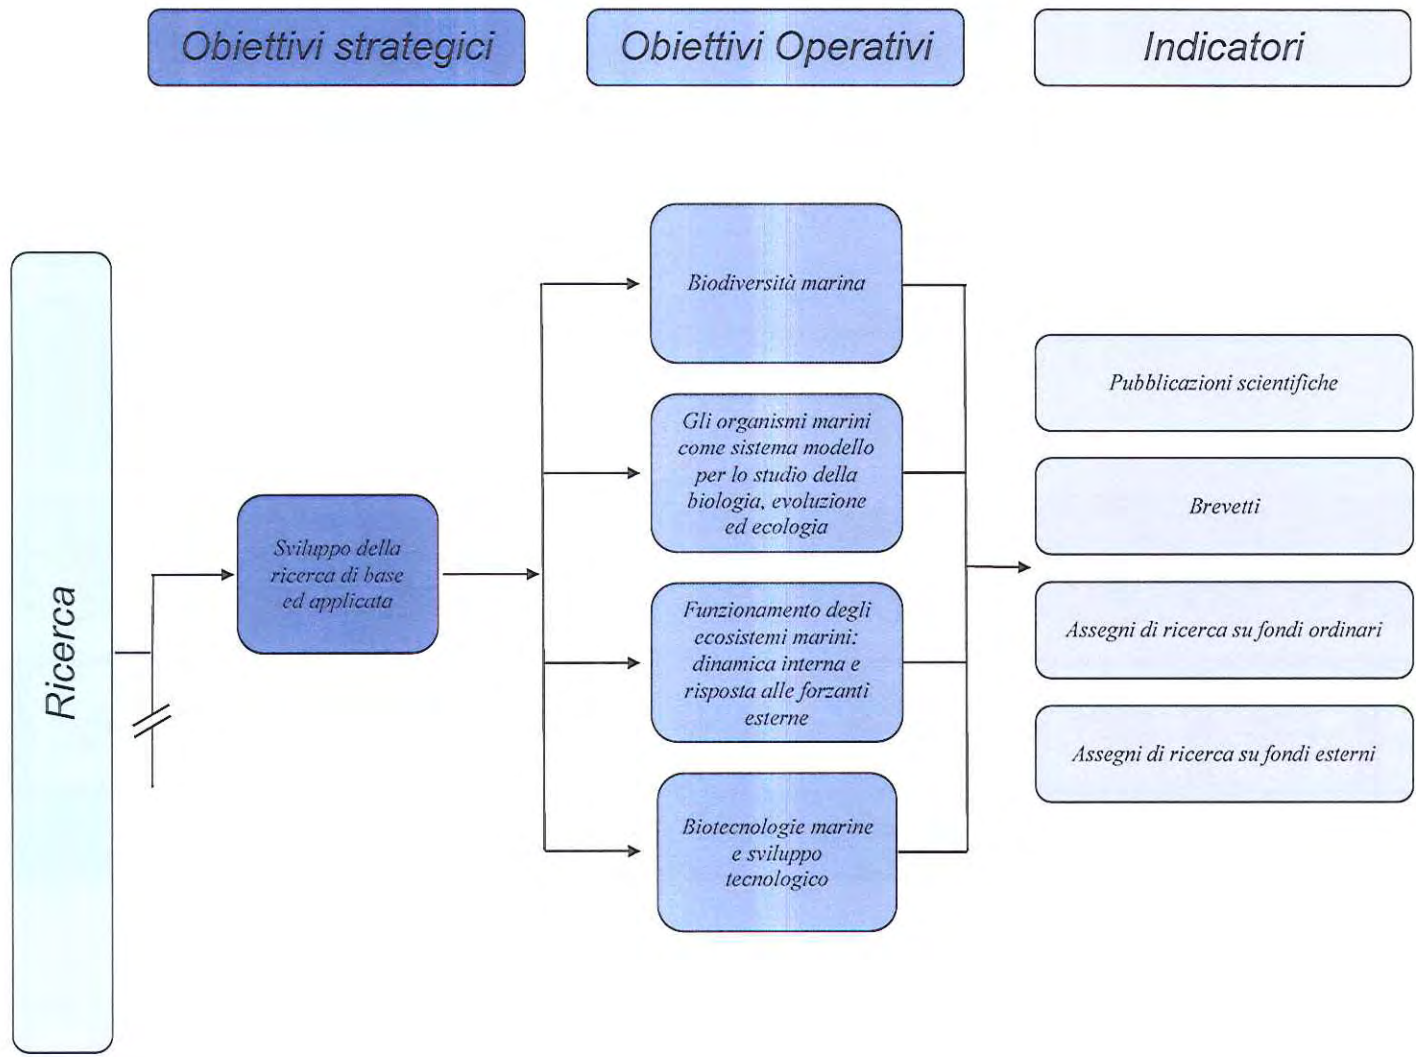 Obiettivi strategici
Obiettivi Operativi
Indicatori
Ricerca
Sviluppo della
ricerca di base
ed applicata
Biodiversità marina
Gli organismi marini
come sistema modello
per lo studio della
biologia, evoluzione
ed ecologia
Funzionamento degli
ecosistemi marini:
dinamica interna e
risposta alle forzanti
esterne
Biotecnologie marine
e sviluppo
tecnologico
Pubblicazioni scientifiche
Brevetti
Assegni di ricerca su fondi ordinari
Assegni di ricerca su fondi esterni